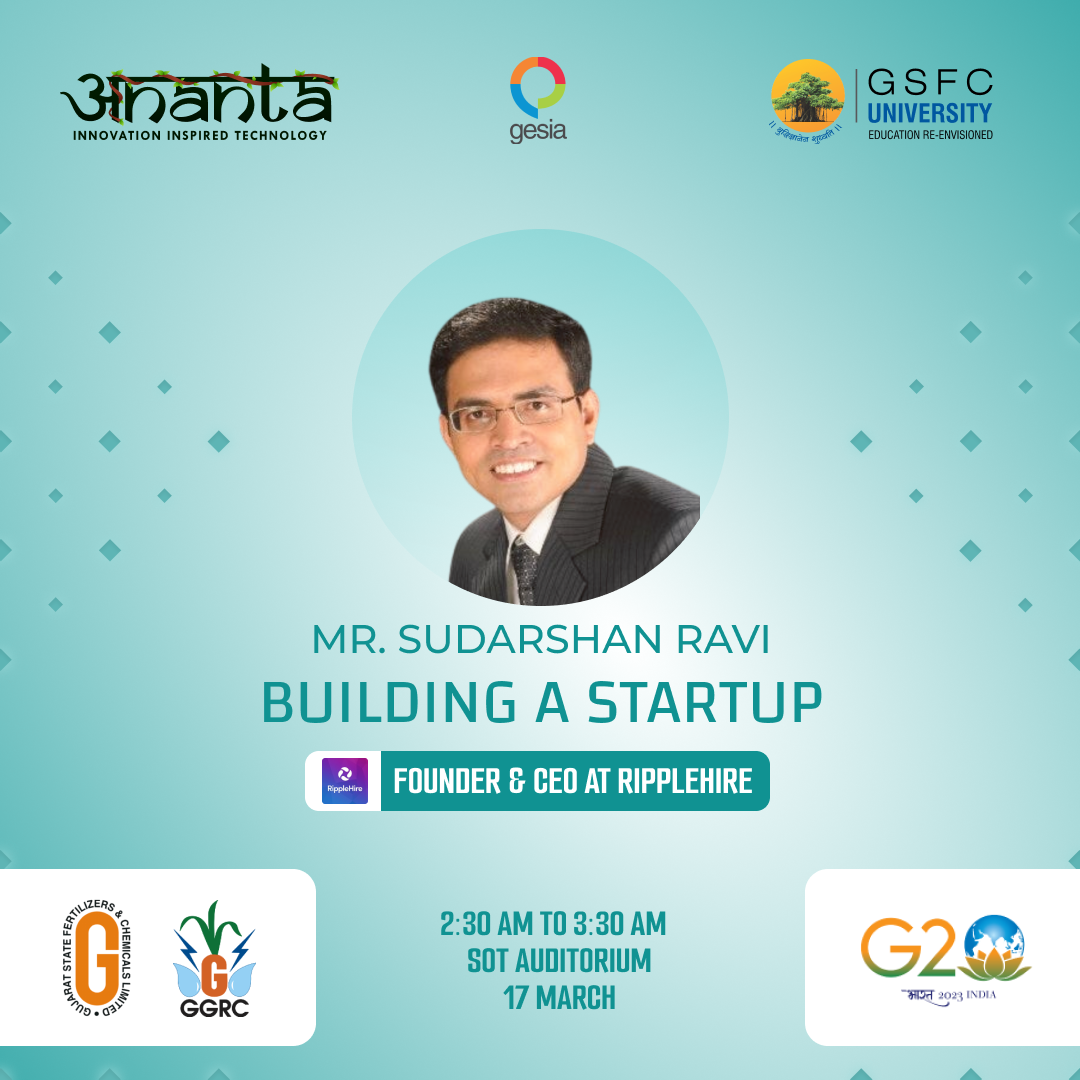 अnanta
INNOVATION INSPIRED TECHNOLOGY
gesia
GSFC
UNIVERSITY
EDUCATION RE-ENVISIONED
MR. SUDARSHAN RAVI
BUILDING A STARTUP
RippleHire
FOUNDER & CEO AT RIPPLEHIRE
GUJARAT STATE FERTILIZERS & CHEMICALS LIMITED •
G
G
GGRC
2:30 AM TO 3:30 AM
SOT AUDITORIUM
17 MARCH
G20
भारत 2023 INDIA